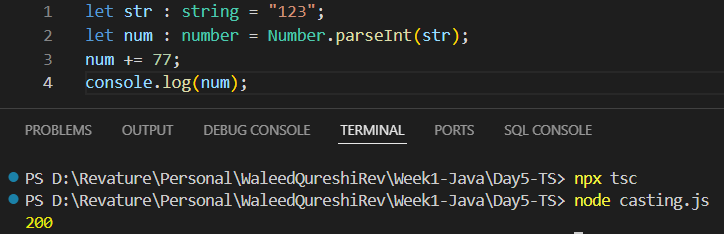 1 let str : string = "123";
2 let num : number = Number.parseInt(str);
3 num += 77;
4 console.log(num);
PROBLEMS OUTPUT DEBUG CONSOLE TERMINAL PORTS SQL CONSOLE
PS D:\Revature\Personal\WaleedQureshiRev\Week1-Java\Day5-TS> npx tsc
PS D:\Revature\Personal\WaleedQureshiRev\Week1-Java\Day5-TS> node casting.js
200